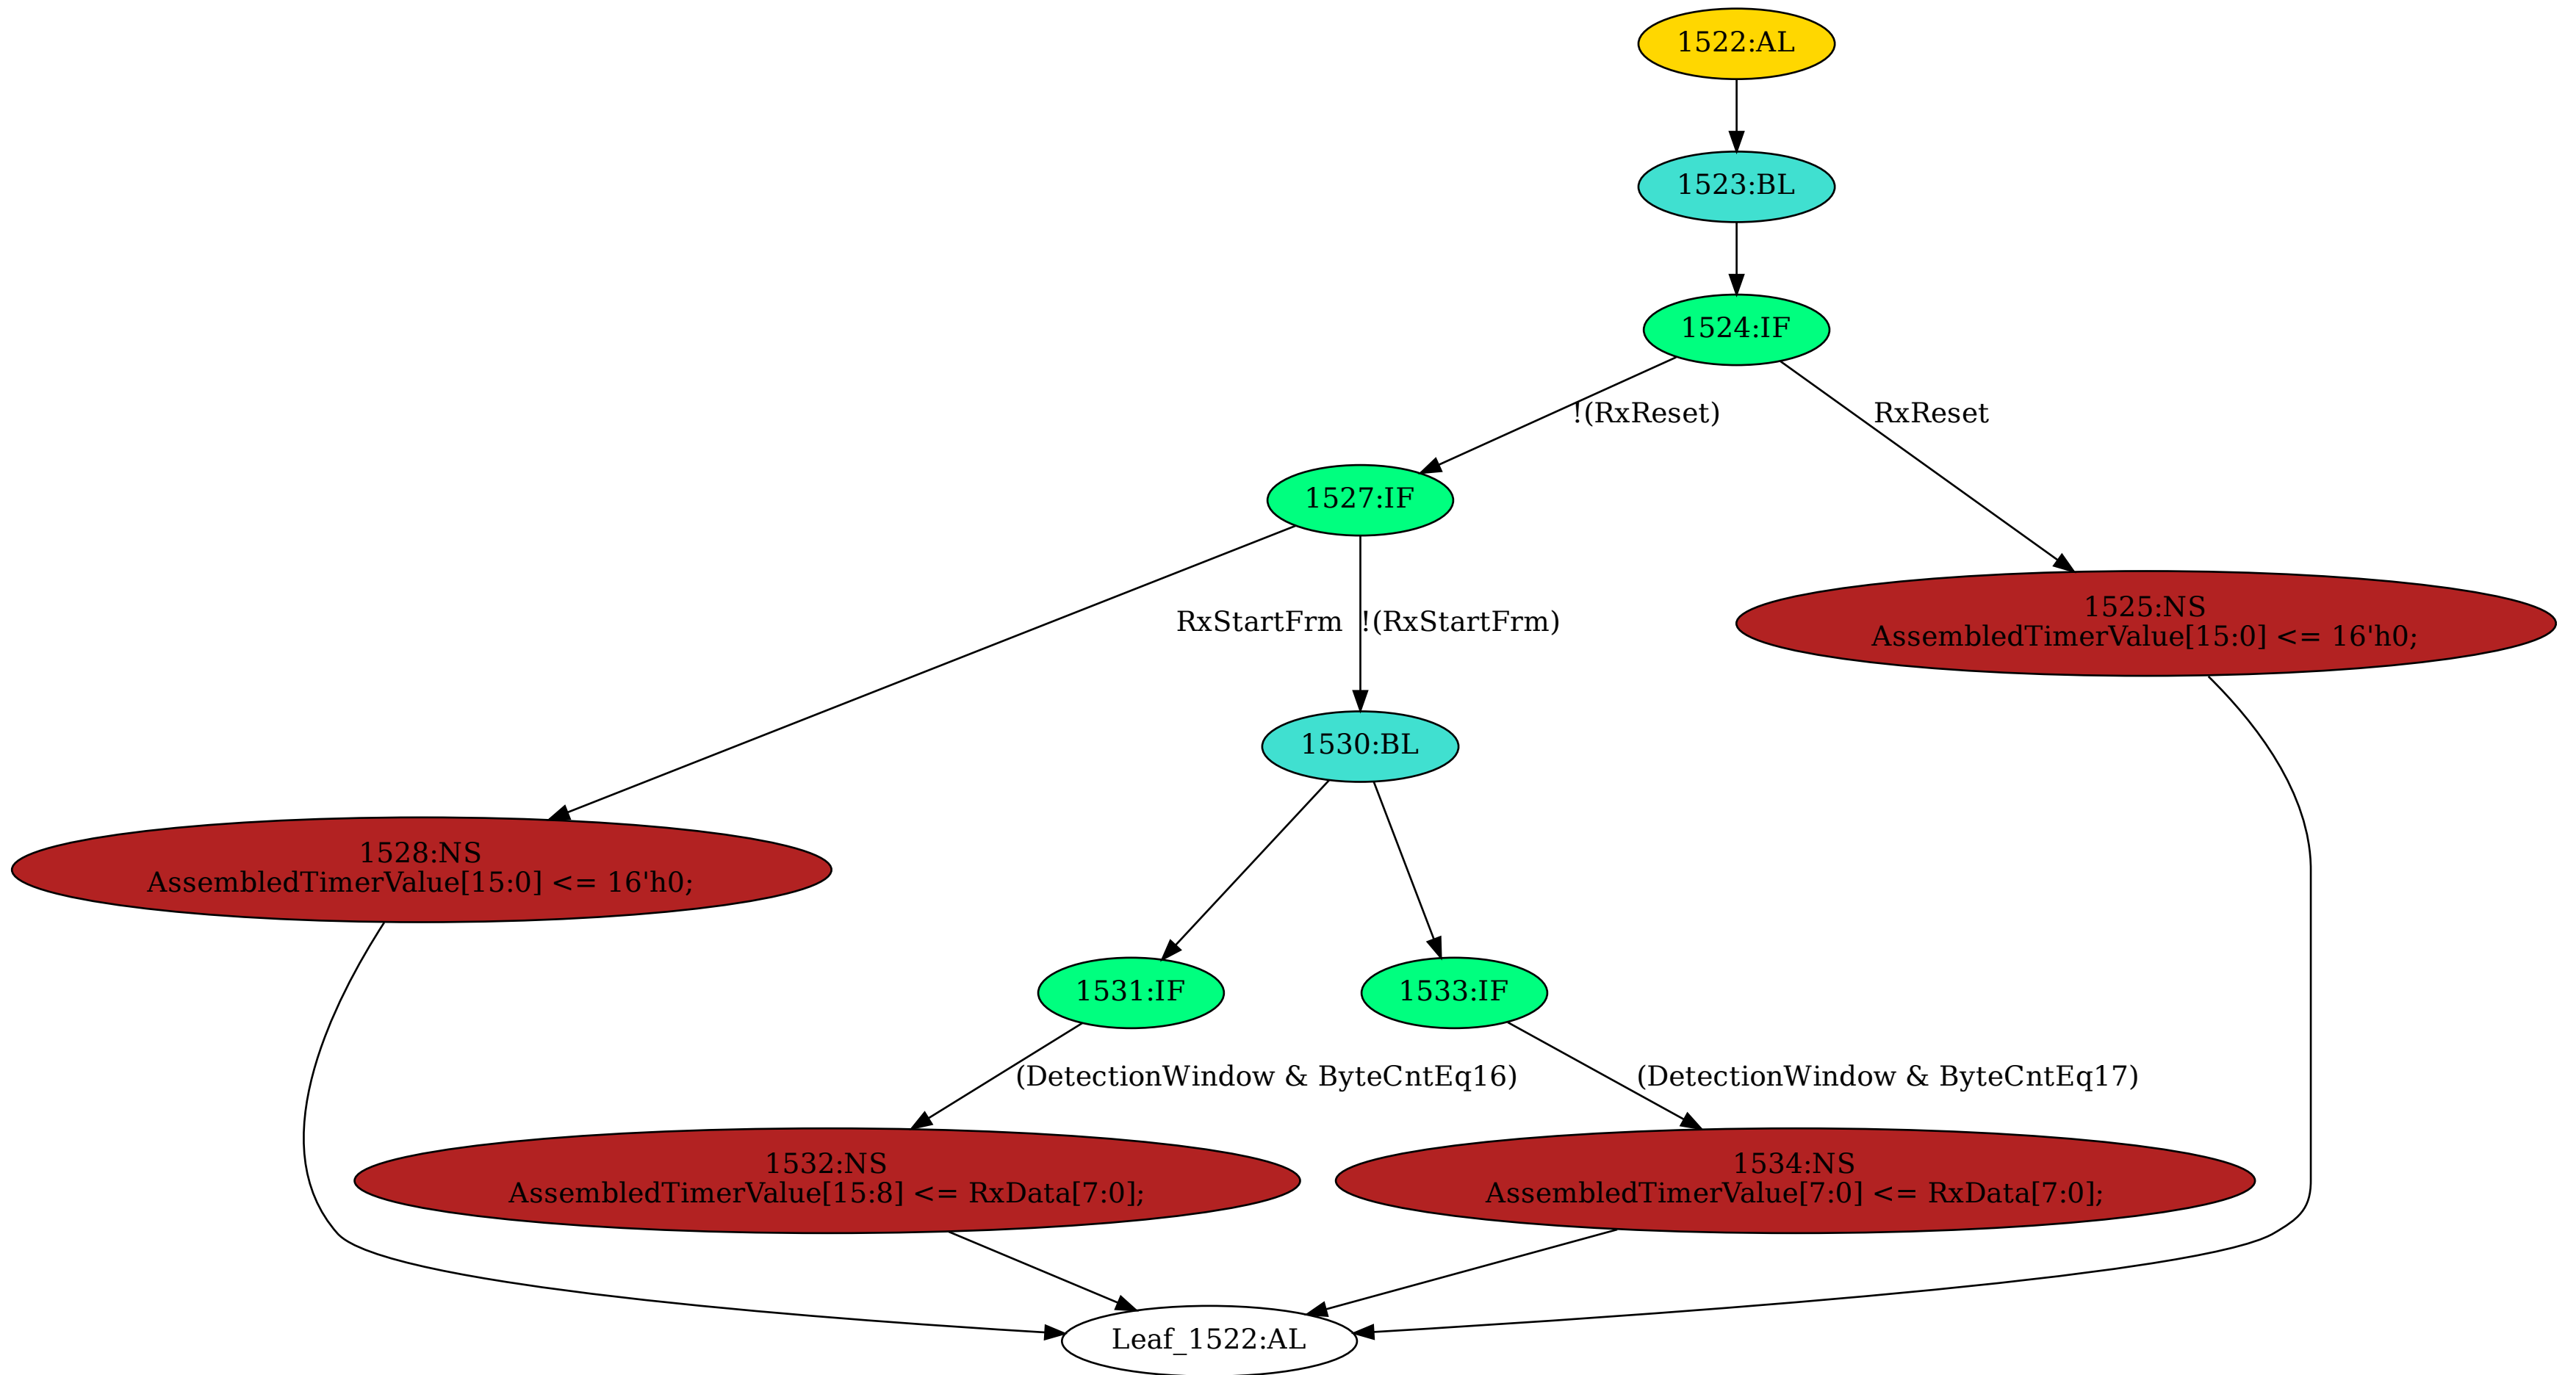 1522:AL
1523:BL
1524:IF
!(RxReset)
RxReset
1527:IF
1525:NS
AssembledTimerValue[15:0] <= 16'h0;
RxStartFrm
!(RxStartFrm)
1530:BL
1528:NS
AssembledTimerValue[15:0] <= 16'h0;
1531:IF
1533:IF
(DetectionWindow & ByteCntEq16)
(DetectionWindow & ByteCntEq17)
1532:NS
AssembledTimerValue[15:8] <= RxData[7:0];
1534:NS
AssembledTimerValue[7:0] <= RxData[7:0];
Leaf_1522:AL